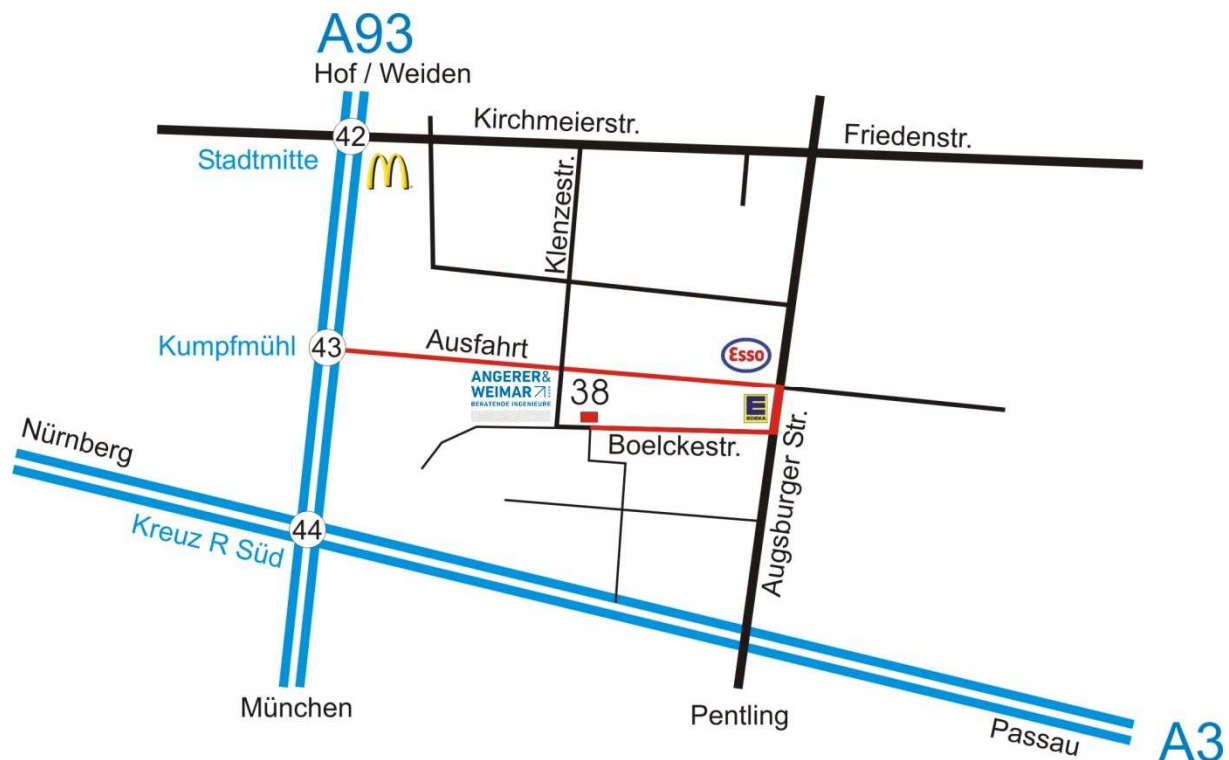 A93
Hof / Weiden
Kirchmeierstr.
Friedenstr.
42
Stadtmitte
Klenzestr.
Kumpfmühl
43
Ausfahrt
Esso
ANGERER&
WEIMAR
BERATENDE INGENIEURE
38
E
EDEKA
Boelckestr.
Augsburger Str.
Nürnberg
Kreuz R Süd
44
München
Pentling
Passau
A3